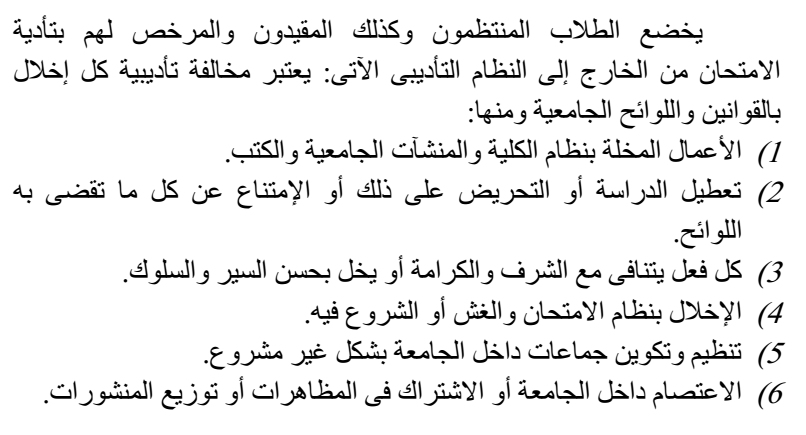 يخضع الطلاب المنتظمون وكذلك المقيدون والمرخص لهم بتأدية
الامتحان من الخارج إلى النظام التأديبى الآتى: يعتبر مخالفة تأديبية كل إخلال
بالقوانين واللوائح الجامعية ومنها:
1) الأعمال المخلة بنظام الكلية والمنشآت الجامعية والكتب.
2) تعطيل الدراسة أو التحريض على ذلك أو الإمتناع عن كل ما تقضى به
اللوائح.
3) كل فعل يتنافى مع الشرف والكرامة أو يخل بحسن السير والسلوك.
4) الإخلال بنظام الامتحان والغش أو الشروع فيه.
5) تنظيم وتكوين جماعات داخل الجامعة بشكل غير مشروع.
6) الاعتصام داخل الجامعة أو الاشتراك فى المظاهرات أو توزيع المنشورات.